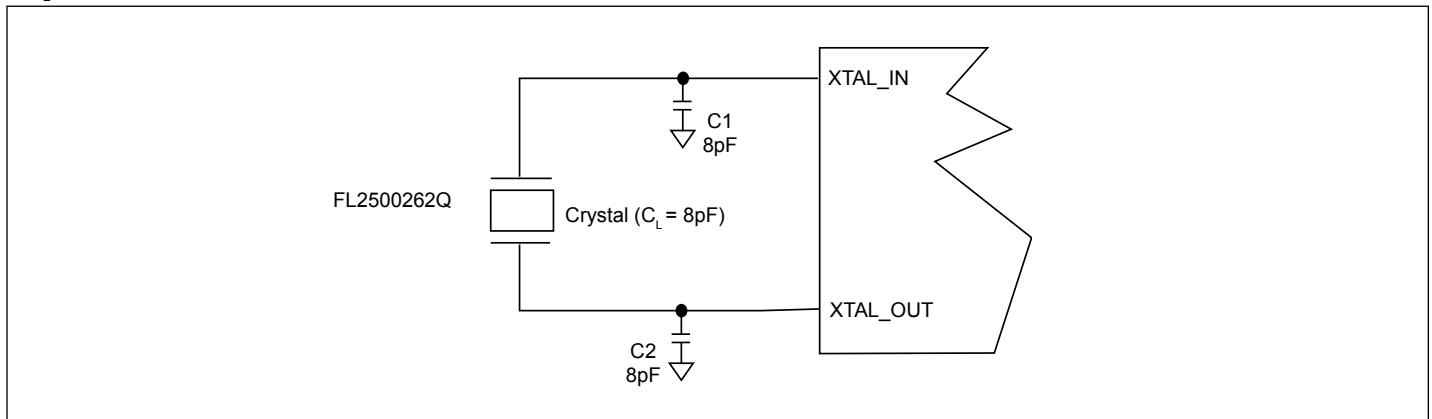 XTAL_IN
C1
8pF
FL2500262Q
Crystal (C_L = 8pF)
XTAL_OUT
C2
8pF